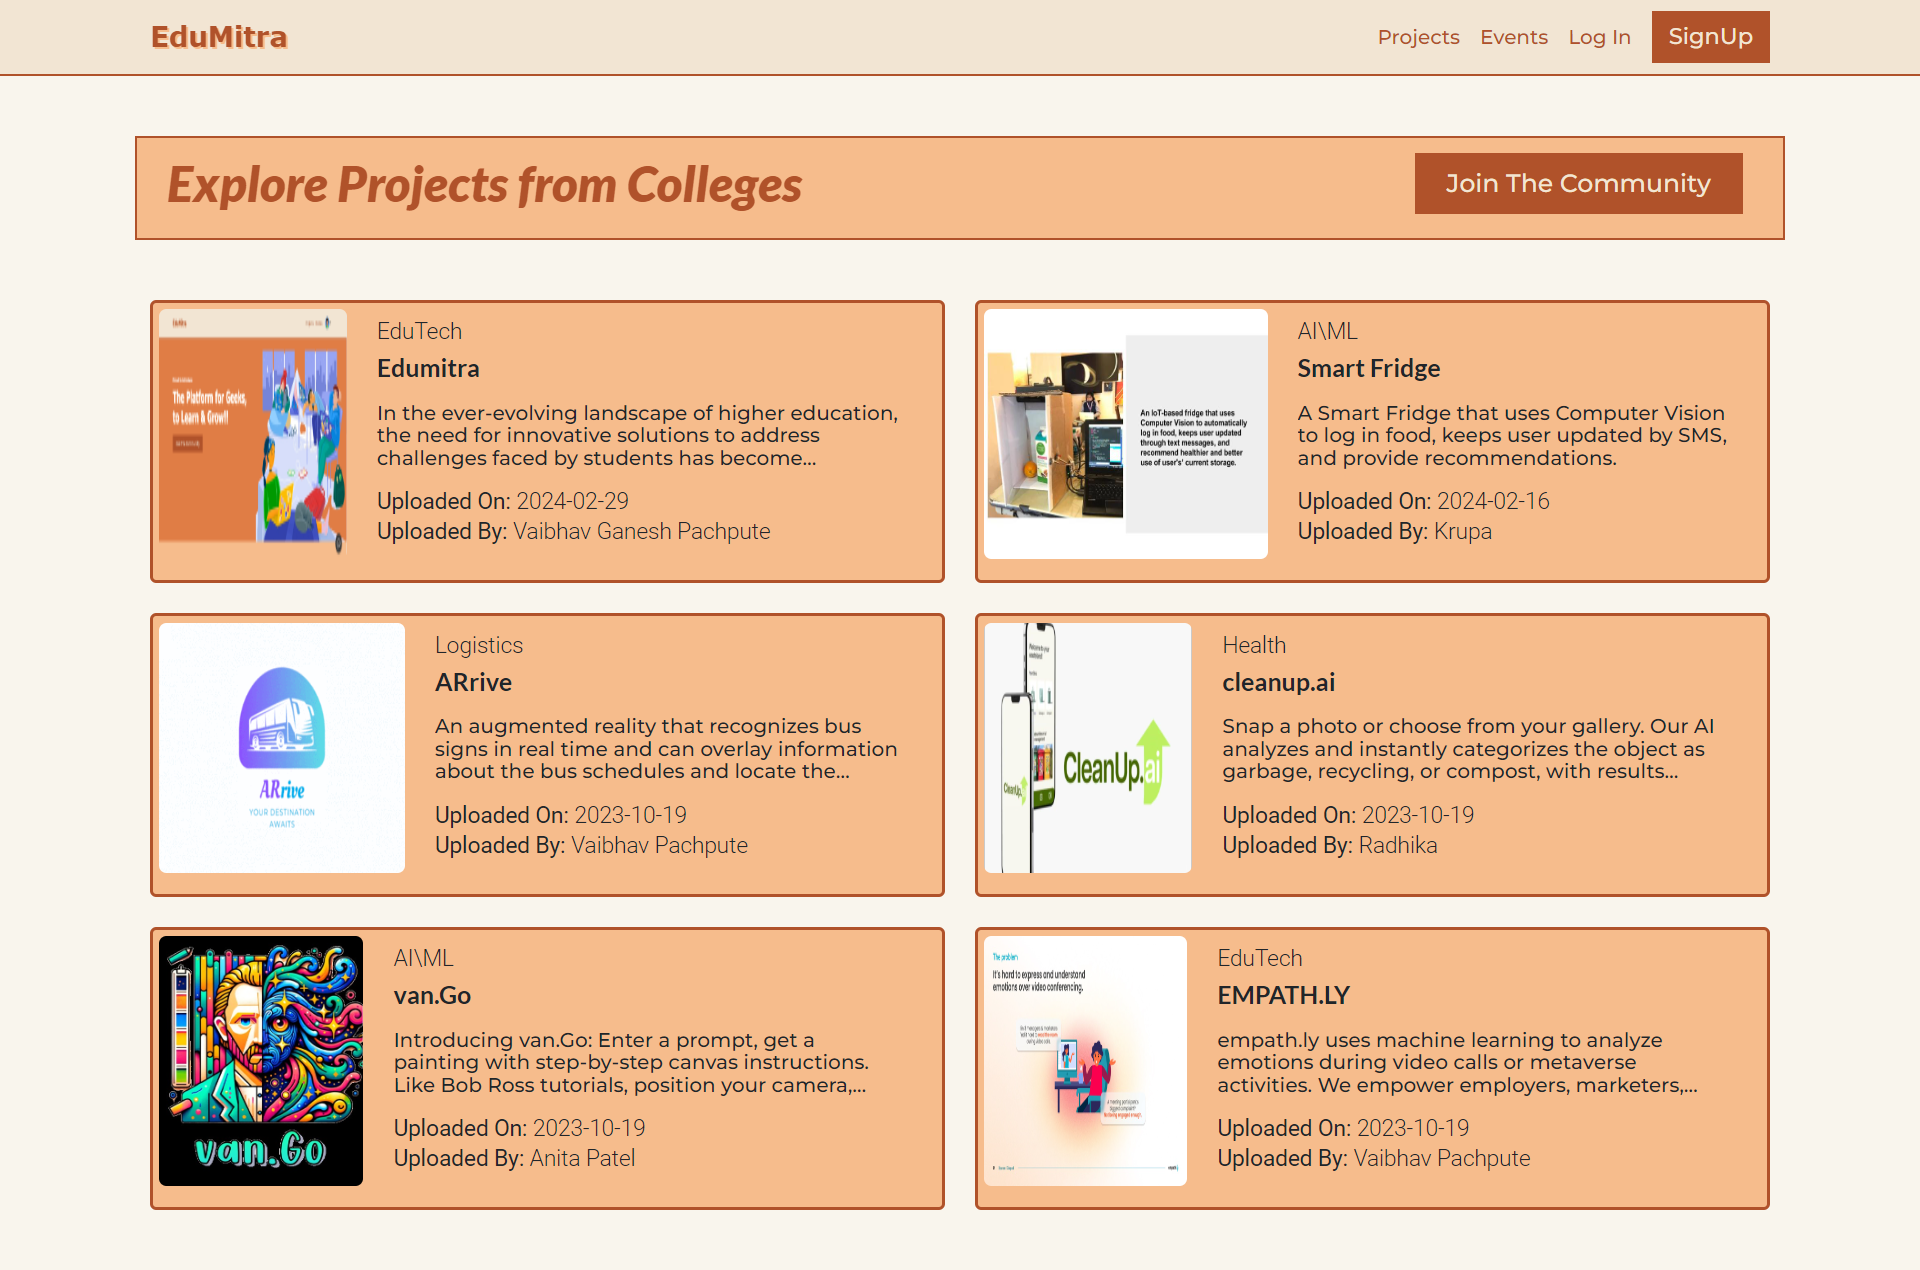 EduMitra
Projects
Events
Log In
SignUp
Explore Projects from Colleges
Join The Community
The Platform for Geeks,
to Learn & Grow!!
EduTech
Edumitra
In the ever-evolving landscape of higher education,
the need for innovative solutions to address
challenges faced by students has become...
Uploaded On: 2024-02-29
Uploaded By: Vaibhav Ganesh Pachpute
An IoT-based fridge that uses
Computer Vision to automatically
log in food, keeps user updated
through text messages, and
recommend healthier and better
use of users' current storage.
AI\ML
Smart Fridge
A Smart Fridge that uses Computer Vision
to log in food, keeps user updated by SMS,
and provide recommendations.
Uploaded On: 2024-02-16
Uploaded By: Krupa
ARrive
YOUR DESTINATION
AWAITS
Logistics
ARrive
An augmented reality that recognizes bus
signs in real time and can overlay information
about the bus schedules and locate the...
Uploaded On: 2023-10-19
Uploaded By: Vaibhav Pachpute
CleanUp.
CleanUp.ai
Health
cleanup.ai
Snap a photo or choose from your gallery. Our AI
analyzes and instantly categorizes the object as
garbage, recycling, or compost, with results...
Uploaded On: 2023-10-19
Uploaded By: Radhika
van.Go
AI\ML
van.Go
Introducing van.Go: Enter a prompt, get a
painting with step-by-step canvas instructions.
Like Bob Ross tutorials, position your camera,...
Uploaded On: 2023-10-19
Uploaded By: Anita Patel
The problem
It's hard to express and understand
emotions over video conferencing.
EduTech
EMPATH.LY
empath.ly uses machine learning to analyze
emotions during video calls or metaverse
activities. We empower employers, marketers,...
Uploaded On: 2023-10-19
Uploaded By: Vaibhav Pachpute